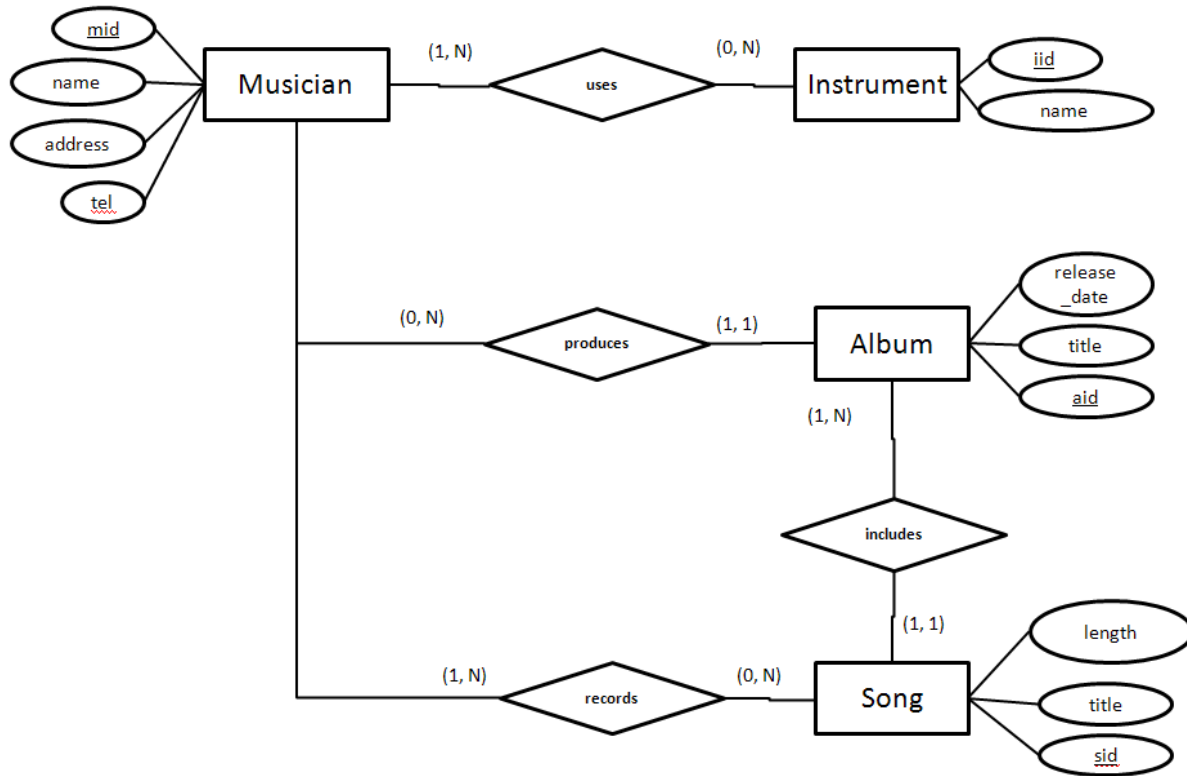 mid
name
address
tel
Musician
(1, N)
uses
(0, N)
Instrument
iid
name
(0, N)
produces
(1, 1)
Album
release
_date
title
aid
(1, N)
includes
(1, 1)
(1, N)
records
(0, N)
Song
length
title
sid